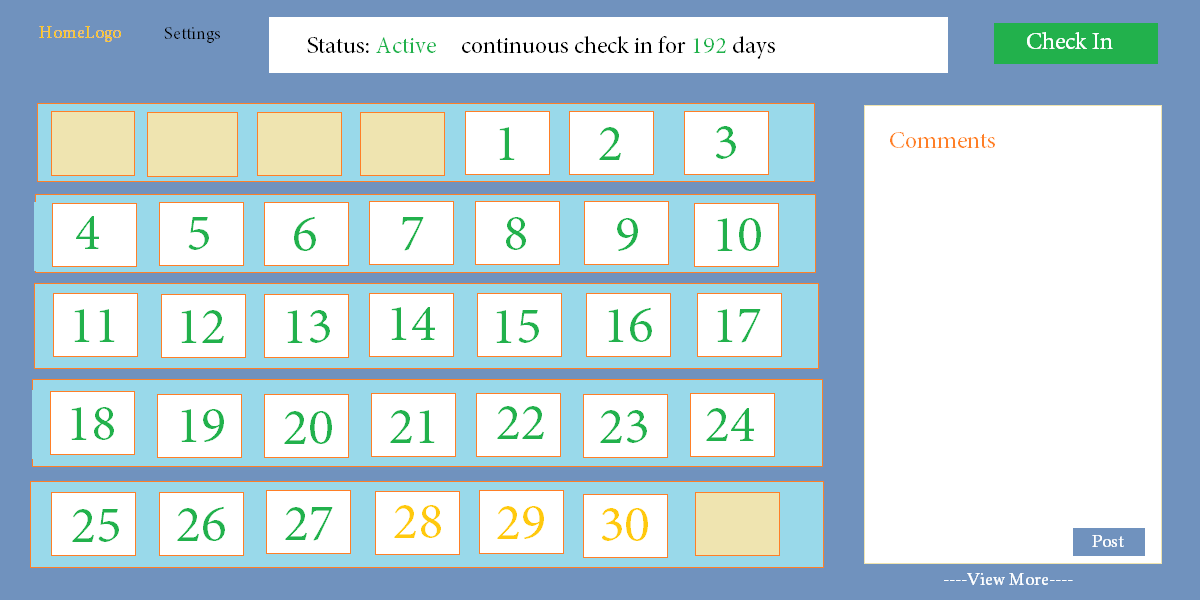 HomeLogo Settings Status: Active continuous check in for 192 days Check In
1 2 3
Comments
4 5 6 7 8 9 10
11 12 13 14 15 16 17
18 19 20 21 22 23 24
25 26 27 28 29 30
Post
----View More----